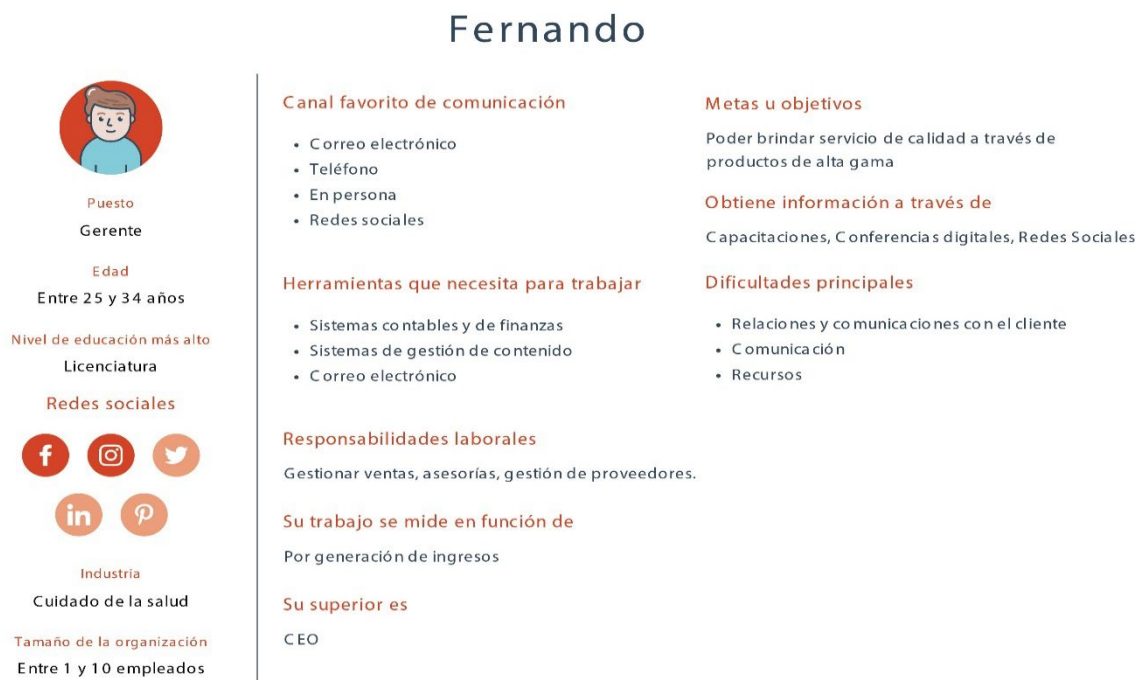 Fernando
Puesto
Gerente
Edad
Entre 25 y 34 años
Nivel de educación más alto
Licenciatura
Redes sociales
f
in
Industria
Cuidado de la salud
Tamaño de la organización
Entre 1 y 10 empleados
Canal favorito de comunicación
• Correo electrónico
• Teléfono
• En persona
• Redes sociales
Herramientas que necesita para trabajar
• Sistemas contables y de finanzas
• Sistemas de gestión de contenido
• Correo electrónico
Responsabilidades laborales
Gestionar ventas, asesorías, gestión de proveedores.
Su trabajo se mide en función de
Por generación de ingresos
Su superior es
CEO
Metas u objetivos
Poder brindar servicio de calidad a través de
productos de alta gama
Obtiene información a través de
Capacitaciones, Conferencias digitales, Redes Sociales
Dificultades principales
• Relaciones y comunicaciones con el cliente
• Comunicación
• Recursos